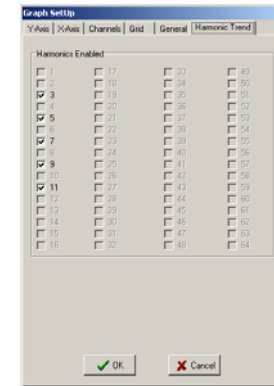 Graph SetUp
Y-Axis X-Axis Channels Grid General Harmonic Trend
Harmonics Enabled
1 17 33 49
2 18 34 50
3 19 35 51
4 20 36 52
5 21 37 53
6 22 38 54
7 23 39 55
8 24 40 56
9 25 41 57
10 26 42 58
11 27 43 59
12 28 44 60
13 29 45 61
14 30 46 62
15 31 47 63
16 32 48 64
OK Cancel